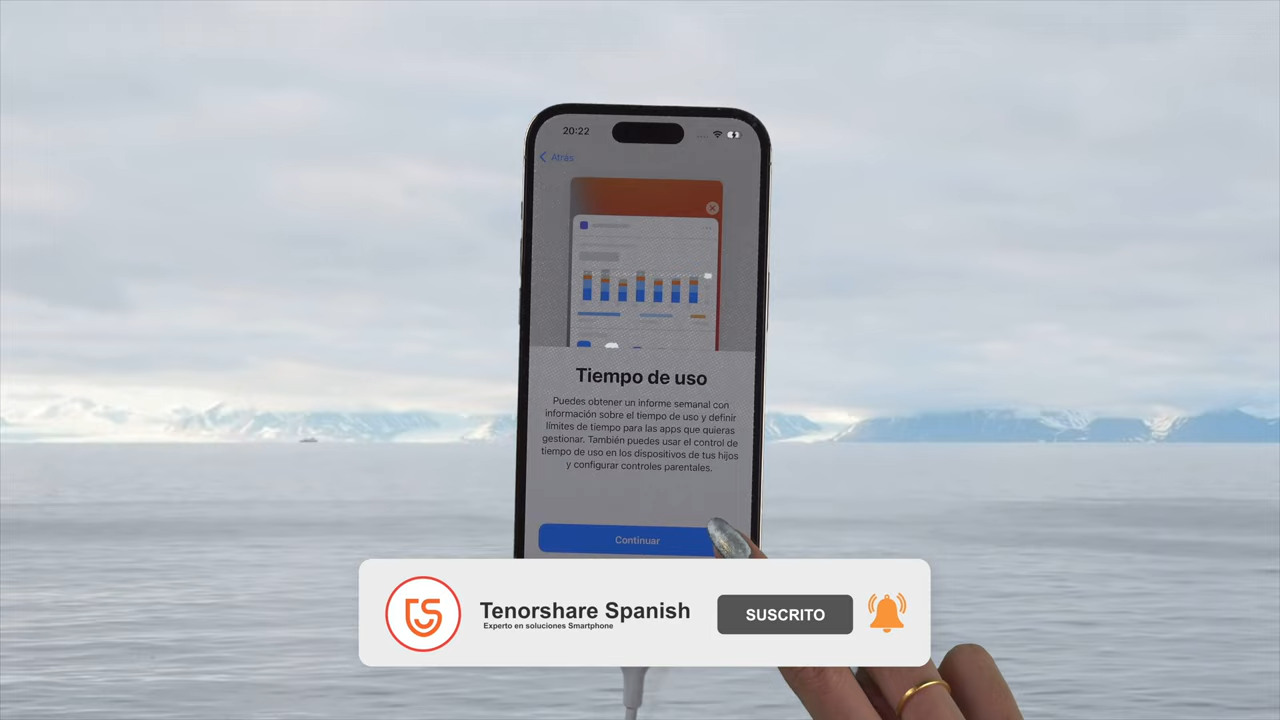 20:22
Atrás
Tiempo de uso
Puedes obtener un informe semanal con
información sobre el tiempo de uso y definir
límites de tiempo para las apps que quieras
gestionar. También puedes usar el control de
tiempo de uso en los dispositivos de tus hijos
y configurar controles parentales.
Continuar
Tenorshare Spanish
Experto en soluciones Smartphone
SUSCRITO